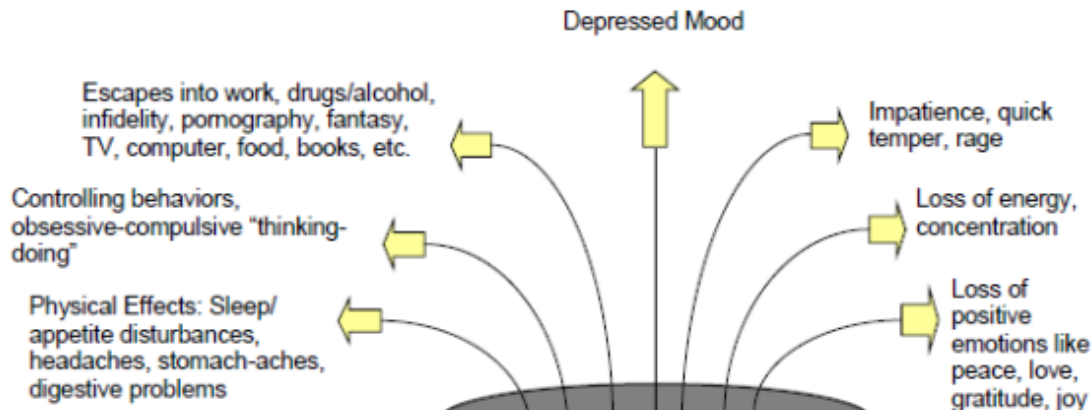 Depressed Mood
Escapes into work, drugs/alcohol,
infidelity, pornography, fantasy,
TV, computer, food, books, etc.
Controlling behaviors,
obsessive-compulsive “thinking-
doing”
Physical Effects: Sleep/
appetite disturbances,
headaches, stomach-aches,
digestive problems
Impatience, quick
temper, rage
Loss of energy,
concentration
Loss of
positive
emotions like
peace, love,
gratitude, joy